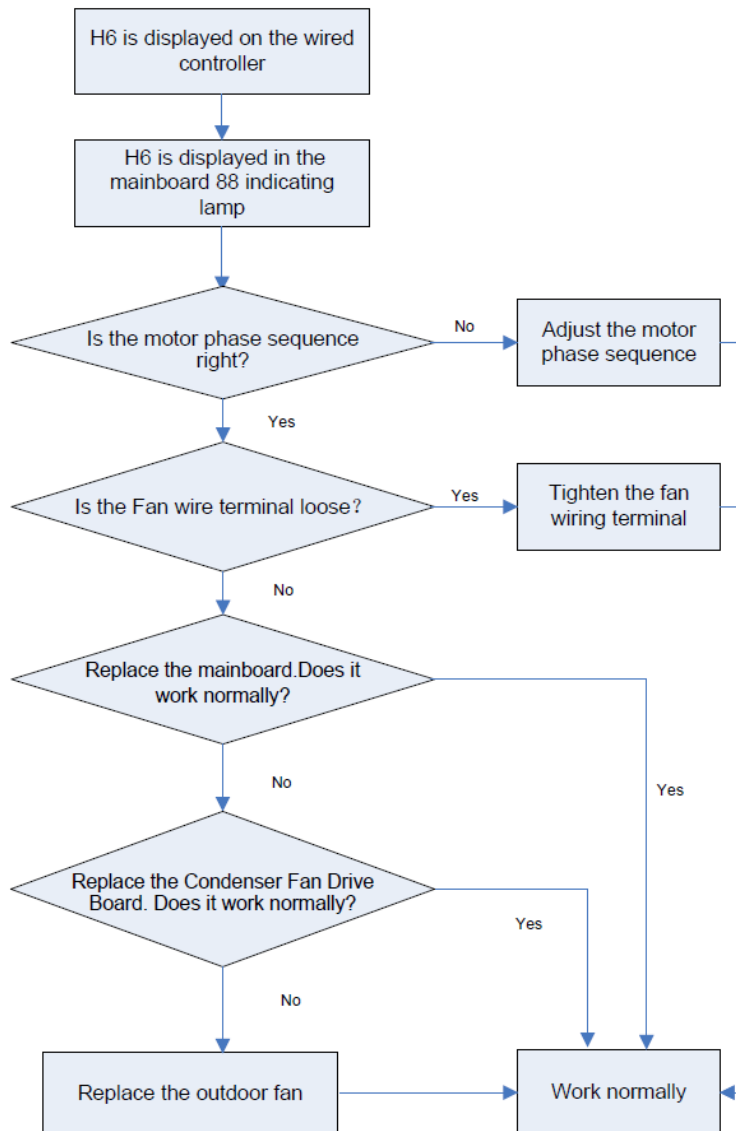 H6 is displayed on the wired
controller
H6 is displayed in the
mainboard 88 indicating
lamp
Is the motor phase sequence
right?
No
Adjust the motor
phase sequence
Yes
Is the Fan wire terminal loose？
Yes
Tighten the fan
wiring terminal
No
Replace the mainboard.Does it
work normally?
No
Yes
Replace the Condenser Fan Drive
Board. Does it work normally?
Yes
No
Replace the outdoor fan
Work normally